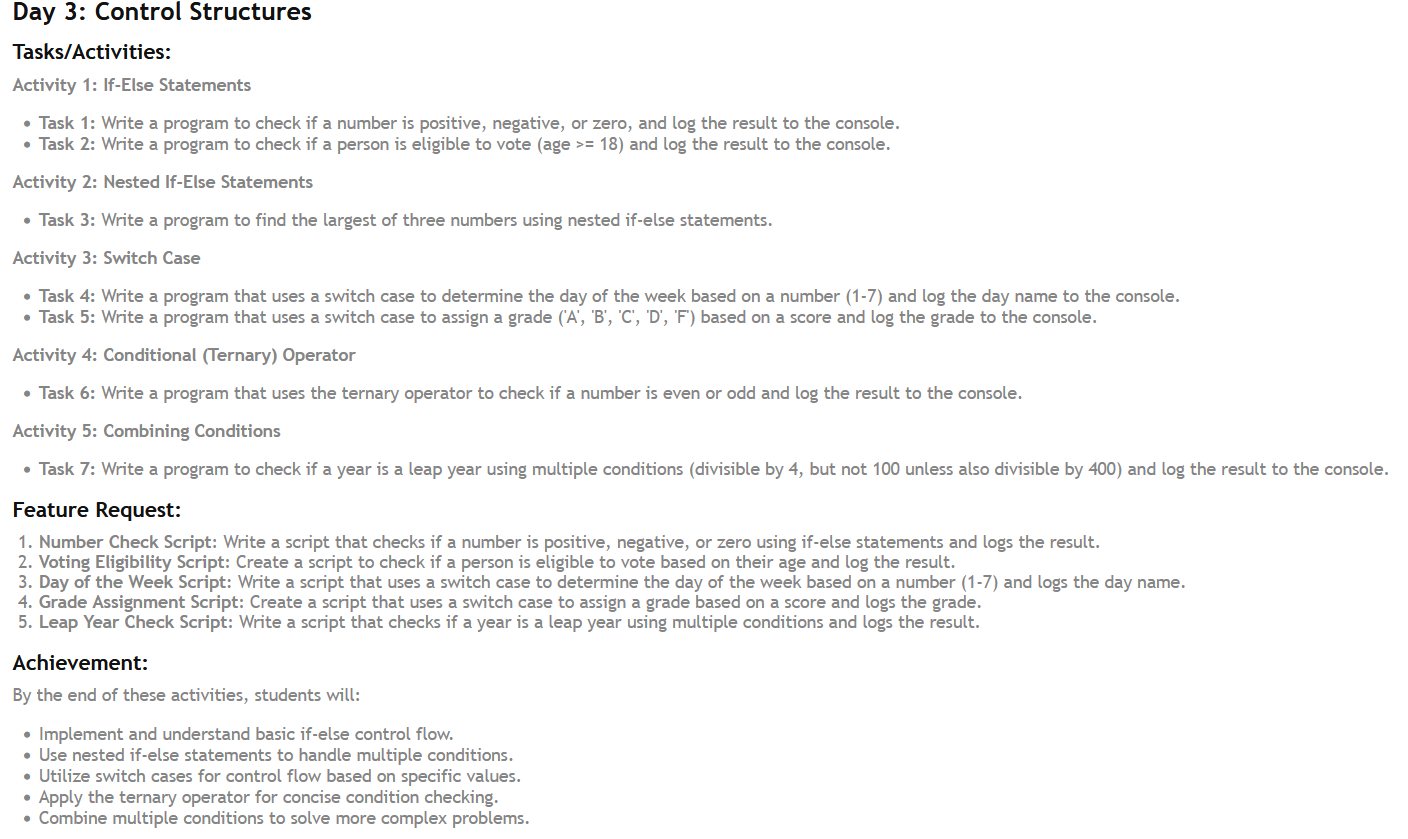 Day 3: Control Structures
Tasks/Activities:
Activity 1: If-Else Statements
• Task 1: Write a program to check if a number is positive, negative, or zero, and log the result to the console.
• Task 2: Write a program to check if a person is eligible to vote (age >= 18) and log the result to the console.
Activity 2: Nested If-Else Statements
• Task 3: Write a program to find the largest of three numbers using nested if-else statements.
Activity 3: Switch Case
• Task 4: Write a program that uses a switch case to determine the day of the week based on a number (1-7) and log the day name to the console.
• Task 5: Write a program that uses a switch case to assign a grade ('A', 'B', 'C', 'D', 'F') based on a score and log the grade to the console.
Activity 4: Conditional (Ternary) Operator
• Task 6: Write a program that uses the ternary operator to check if a number is even or odd and log the result to the console.
Activity 5: Combining Conditions
• Task 7: Write a program to check if a year is a leap year using multiple conditions (divisible by 4, but not 100 unless also divisible by 400) and log the result to the console.
Feature Request:
1. Number Check Script: Write a script that checks if a number is positive, negative, or zero using if-else statements and logs the result.
2. Voting Eligibility Script: Create a script to check if a person is eligible to vote based on their age and log the result.
3. Day of the Week Script: Write a script that uses a switch case to determine the day of the week based on a number (1-7) and logs the day name.
4. Grade Assignment Script: Create a script that uses a switch case to assign a grade based on a score and logs the grade.
5. Leap Year Check Script: Write a script that checks if a year is a leap year using multiple conditions and logs the result.
Achievement:
By the end of these activities, students will:
• Implement and understand basic if-else control flow.
• Use nested if-else statements to handle multiple conditions.
• Utilize switch cases for control flow based on specific values.
• Apply the ternary operator for concise condition checking.
• Combine multiple conditions to solve more complex problems.